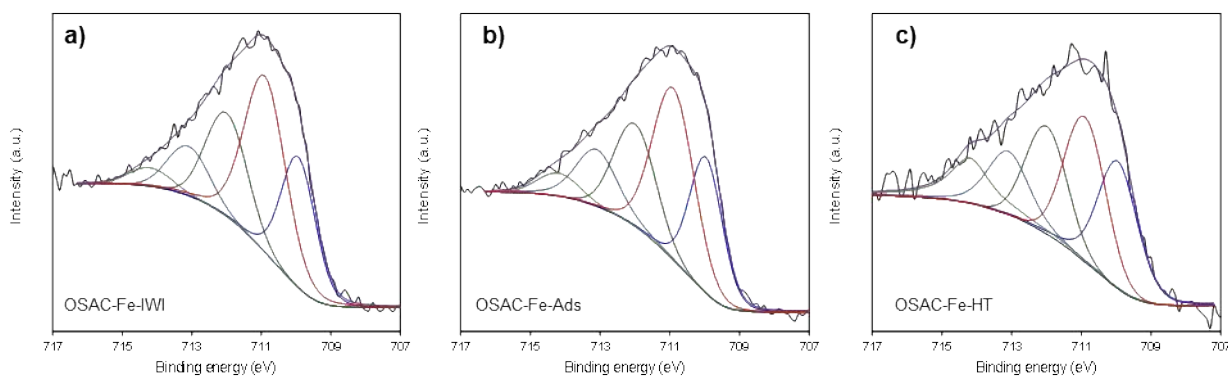 a)
Intensity (a.u.)
OSAC-Fe-IWI
717 715 713 711 709 707
Binding energy (eV)
b)
Intensity (a.u.)
OSAC-Fe-Ads
717 715 713 711 709 707
Binding energy (eV)
c)
Intensity (a.u.)
OSAC-Fe-HT
717 715 713 711 709 707
Binding energy (eV)